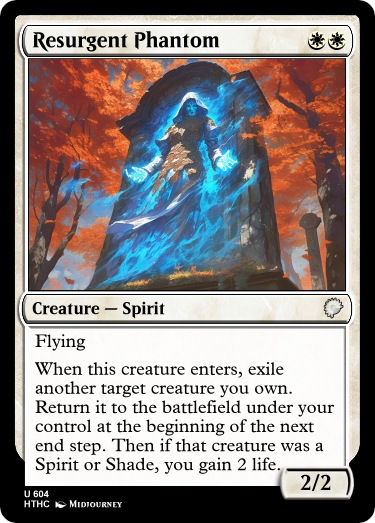 Resurgent Phantom
Creature — Spirit
Flying
When this creature enters, exile
another target creature you own.
Return it to the battlefield under your
control at the beginning of the next
end step. Then if that creature was a
Spirit or Shade, you gain 2 life.
2/2
U 604
HTHC Midjourney